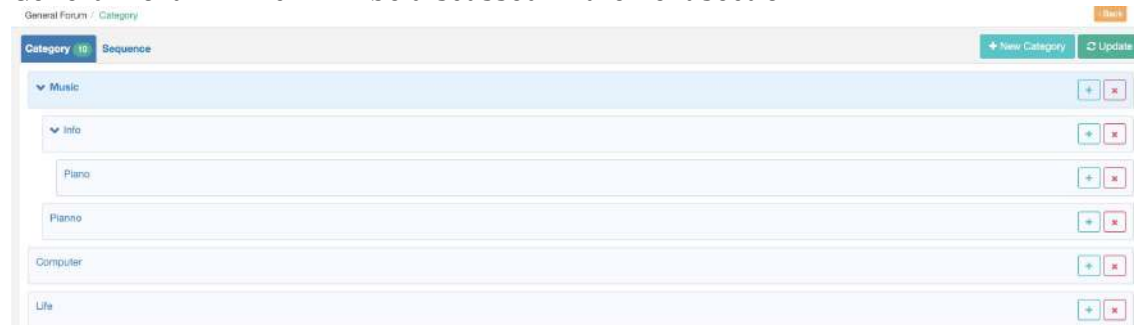 General Forum / Category
Back
Category 10 Sequence
+ New Category
Update
Music
Info
Piano
Pianno
Computer
Life